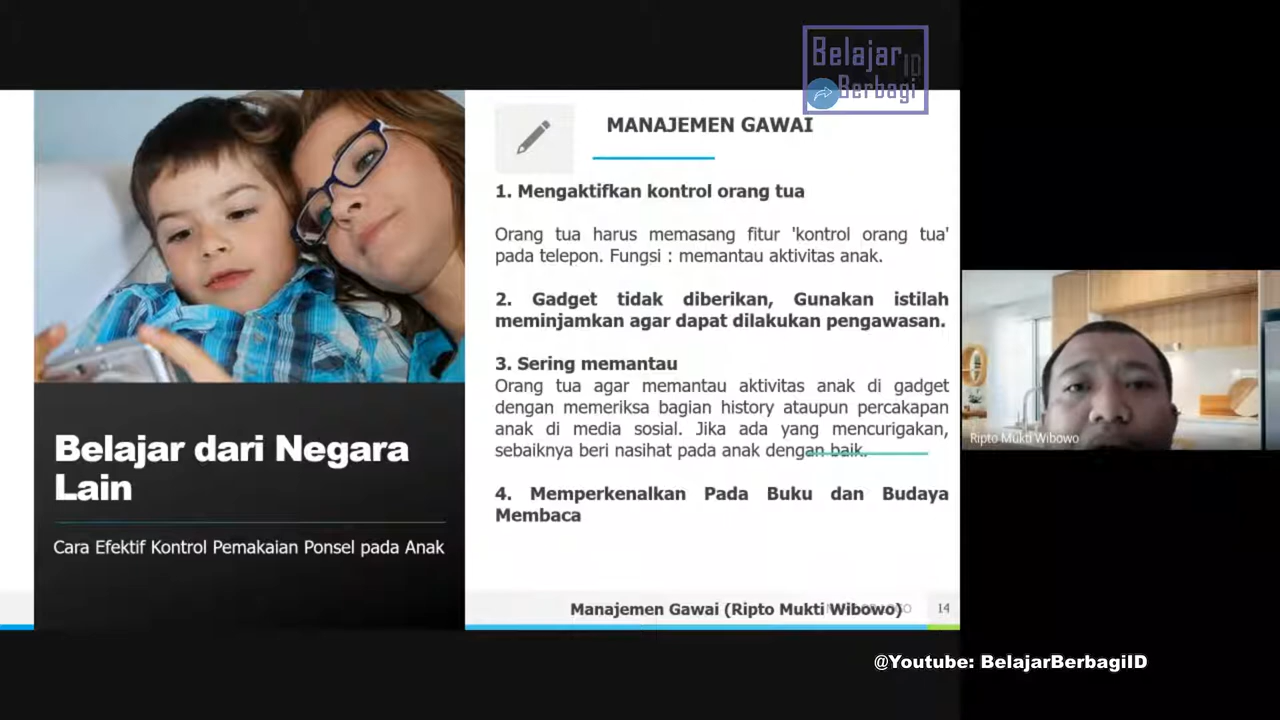 Belajar ID
Berbagi
MANAJEMEN GAWAI
1. Mengaktifkan kontrol orang tua
Orang tua harus memasang fitur 'kontrol orang tua'
pada telepon. Fungsi : memantau aktivitas anak.
2. Gadget tidak diberikan, Gunakan istilah
meminjamkan agar dapat dilakukan pengawasan.
3. Sering memantau
Orang tua agar memantau aktivitas anak di gadget
dengan memeriksa bagian history ataupun percakapan
anak di media sosial. Jika ada yang mencurigakan,
sebaiknya beri nasihat pada anak dengan baik.
4. Memperkenalkan Pada Buku dan Budaya
Membaca
Belajar dari Negara
Lain
Cara Efektif Kontrol Pemakaian Ponsel pada Anak
Manajemen Gawai (Ripto Mukti Wibowo)
14
Ripto Mukti Wibowo
@Youtube: BelajarBerbagiID